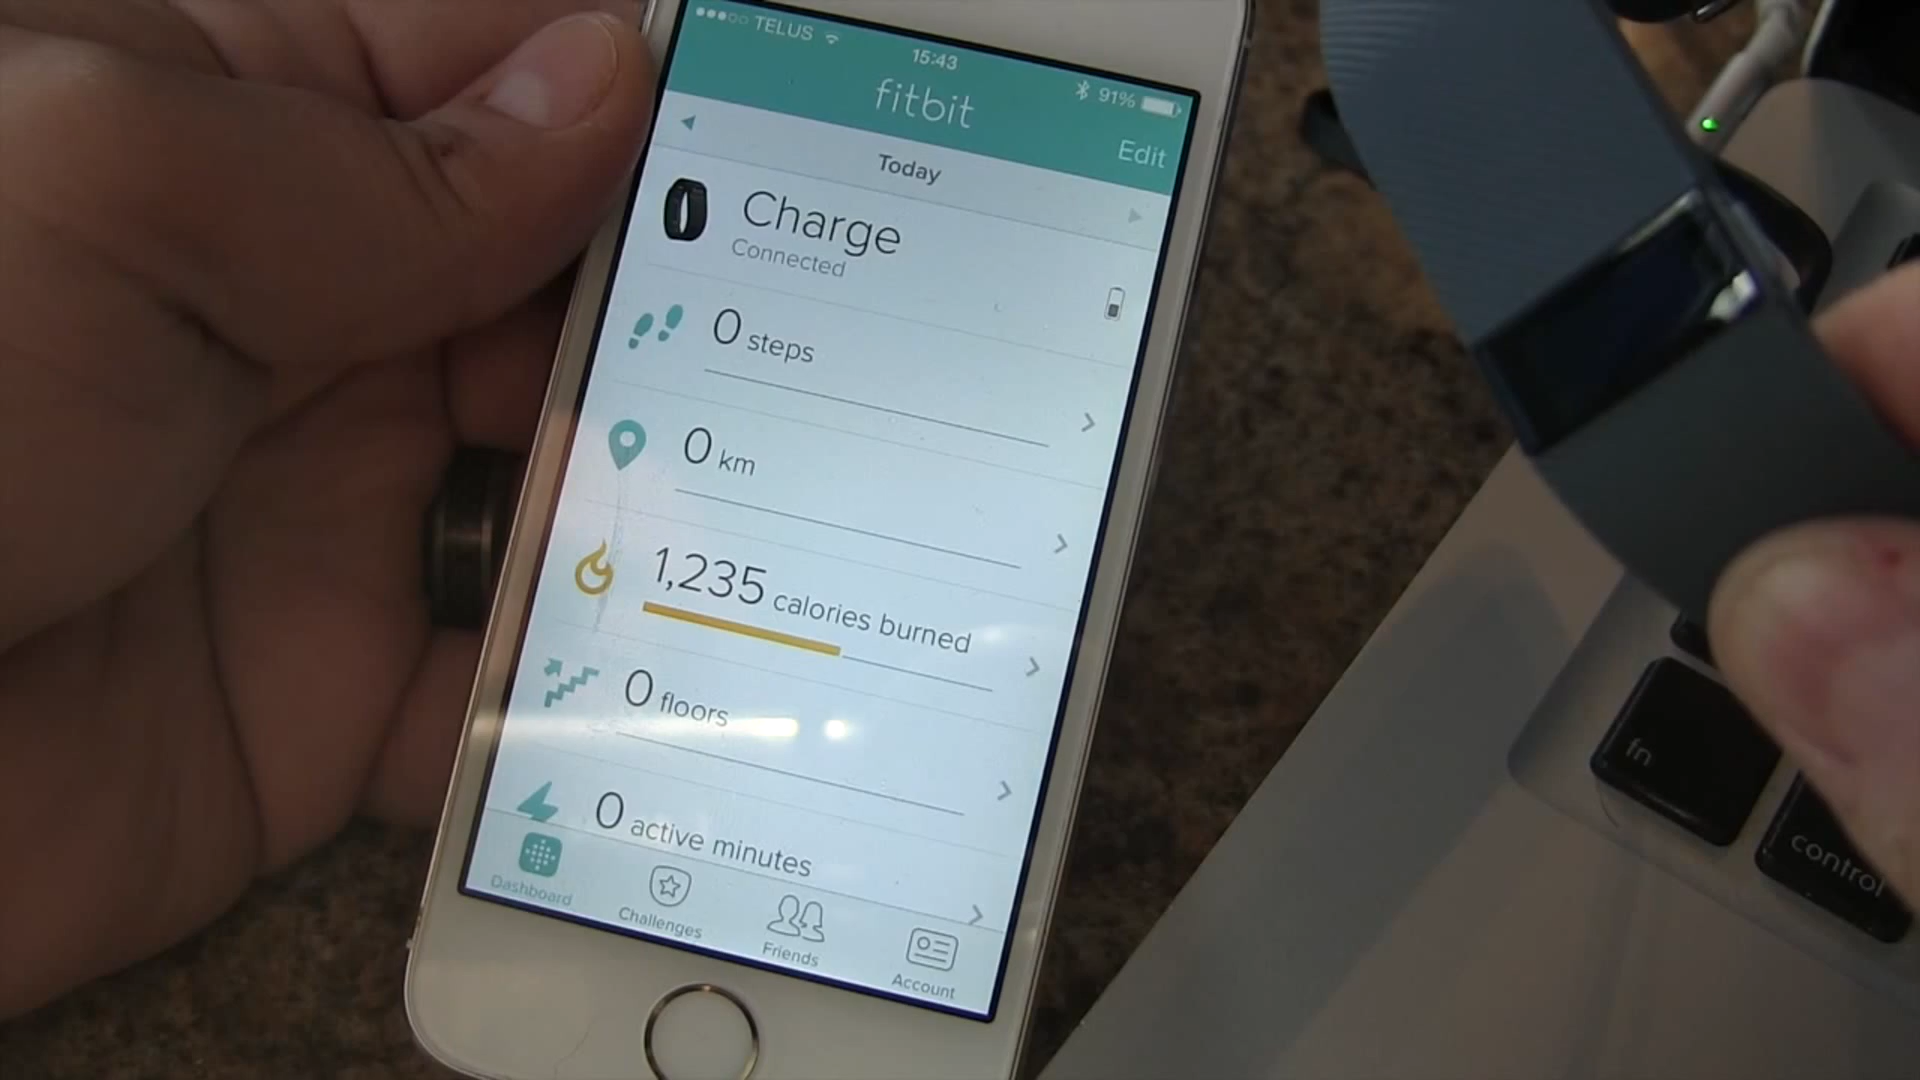 TELUS
15:43
91%
fitbit
Edit
Today
Charge
Connected
0 steps
0 km
1,235 calories burned
0 floors
0 active minutes
Dashboard
Challenges
Friends
Account
fn
control